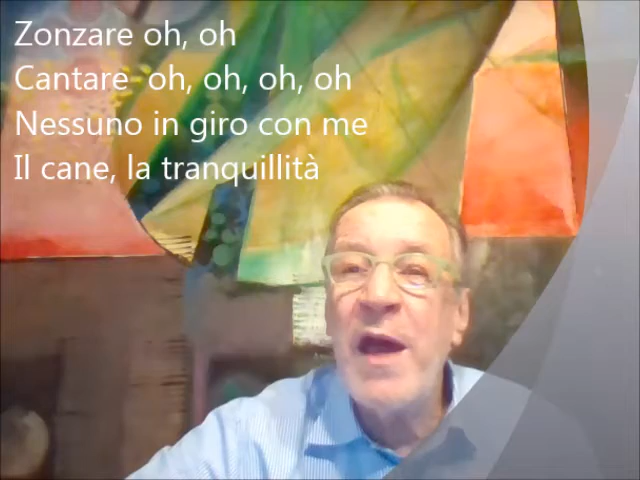 Zonzare oh, oh
Cantare  oh, oh, oh, oh
Nessuno in giro con me
Il cane, la tranquillità